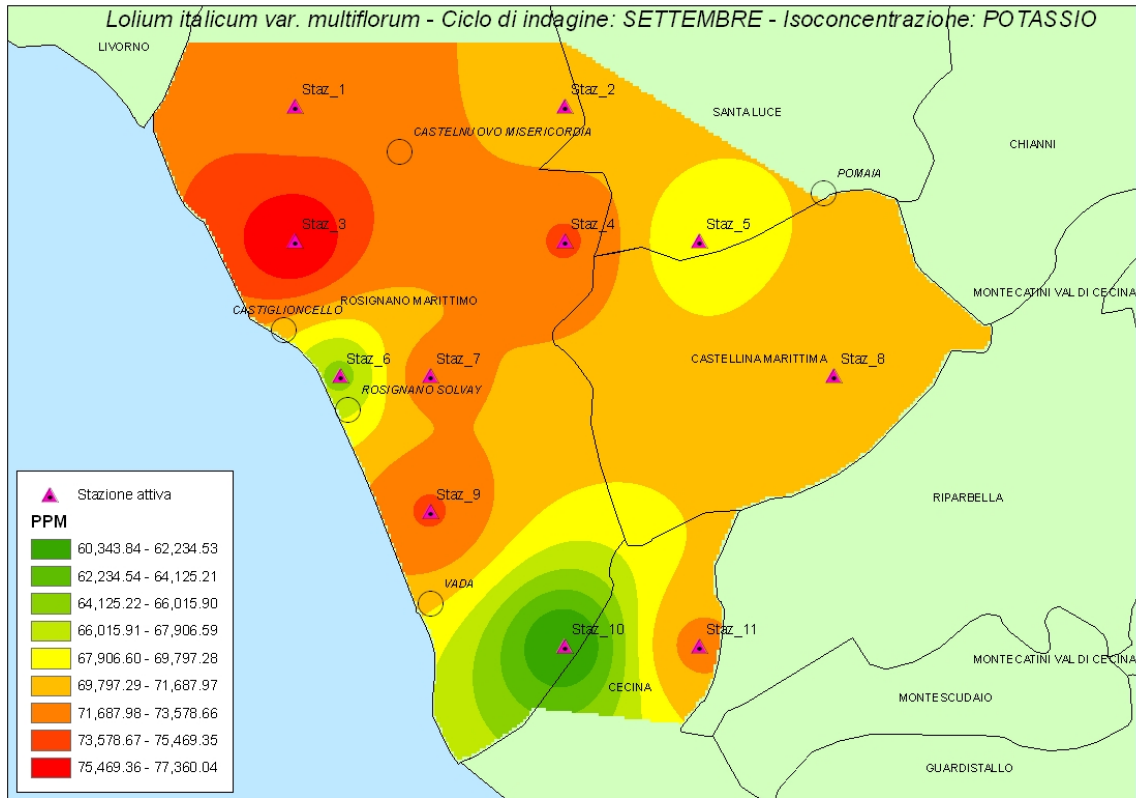 Lolium italicum var. multiflorum - Ciclo di indagine: SETTEMBRE - Isoconcentrazione: POTASSIO
LIVORNO
Staz_1
Staz_2
SANTA LUCE
CASTELNUOVO MISERICORDIA
CHIANNI
POMAIA
Staz_3
Staz_4
Staz_5
MONTECATINI VAL DI CECINA
ROSIGNANO MARITTIMO
CASTIGLIONCELLO
Staz_6
Staz_7
CASTELLINA MARITTIMA
Staz_8
ROSIGNANO SOLVAY
Staz_9
RIPARBELLA
VADA
Staz_10
Staz_11
MONTECATINI VAL DI CECINA
CECINA
MONTESCUDAIO
GUARDISTALLO
Stazione attiva
PPM
60,343.84 - 62,234.53
62,234.54 - 64,125.21
64,125.22 - 66,015.90
66,015.91 - 67,906.59
67,906.60 - 69,797.28
69,797.29 - 71,687.97
71,687.98 - 73,578.66
73,578.67 - 75,469.35
75,469.36 - 77,360.04